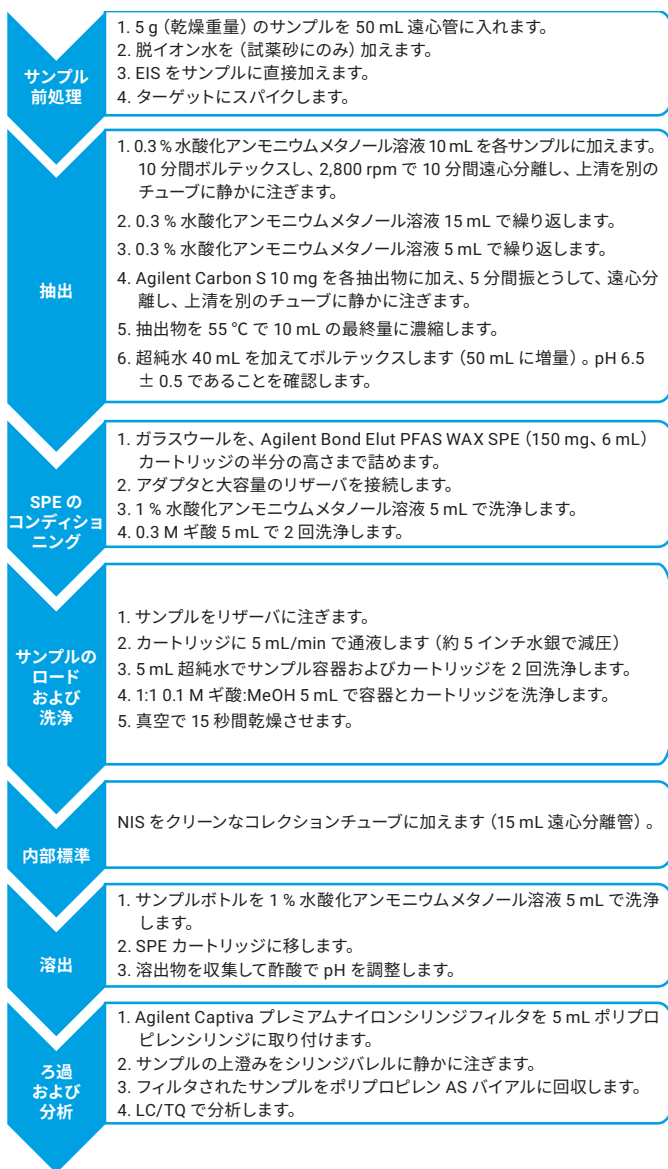 サンプル
前処理
1. 5 g (乾燥重量) のサンプルを 50 mL 遠心管に入れます。
2. 脱イオン水を (試薬砂にのみ) 加えます。
3. EIS をサンプルに直接加えます。
4. ターゲットにスパイクします。
抽出
1. 0.3 % 水酸化アンモニウムメタノール溶液 10 mL を各サンプルに加えます。
10 分間ボルテックスし、2,800 rpm で 10 分間遠心分離し、上清を別の
チューブに静かに注ぎます。
2. 0.3 % 水酸化アンモニウムメタノール溶液 15 mL で繰り返します。
3. 0.3 % 水酸化アンモニウムメタノール溶液 5 mL で繰り返します。
4. Agilent Carbon S 10 mg を各抽出物に加え、5 分間振とうして、遠心分
離し、上清を別のチューブに静かに注ぎます。
5. 抽出物を 55 °C で 10 mL の最終量に濃縮します。
6. 超純水 40 mL を加えてボルテックスします (50 mL に増量) 。pH 6.5
± 0.5 であることを確認します。
SPE の
コンディショ
ニング
1. ガラスウールを、Agilent Bond Elut PFAS WAX SPE (150 mg、6 mL)
カートリッジの半分の高さまで詰めます。
2. アダプタと大容量のリザーバを接続します。
3. 1 % 水酸化アンモニウムメタノール溶液 5 mL で洗浄します。
4. 0.3 M ギ酸 5 mL で 2 回洗浄します。
サンプルの
ロード
および
洗浄
1. サンプルをリザーバに注ぎます。
2. カートリッジに 5 mL/min で通液します (約 5 インチ水銀で減圧)
3. 5 mL 超純水でサンプル容器およびカートリッジを 2 回洗浄します。
4. 1:1 0.1 M ギ酸:MeOH 5 mL で容器とカートリッジを洗浄します。
5. 真空で 15 秒間乾燥させます。
内部標準
NIS をクリーンなコレクションチューブに加えます (15 mL 遠心分離管) 。
溶出
1. サンプルボトルを 1 % 水酸化アンモニウムメタノール溶液 5 mL で洗浄
します。
2. SPE カートリッジに移します。
3. 溶出物を収集して酢酸で pH を調整します。
ろ過
および
分析
1. Agilent Captiva プレミアムナイロンシリンジフィルタを 5 mL ポリプロ
ピレンシリンジに取り付けます。
2. サンプルの上澄みをシリンジバレルに静かに注ぎます。
3. フィルタされたサンプルをポリプロピレン AS バイアルに回収します。
4. LC/TQ で分析します。